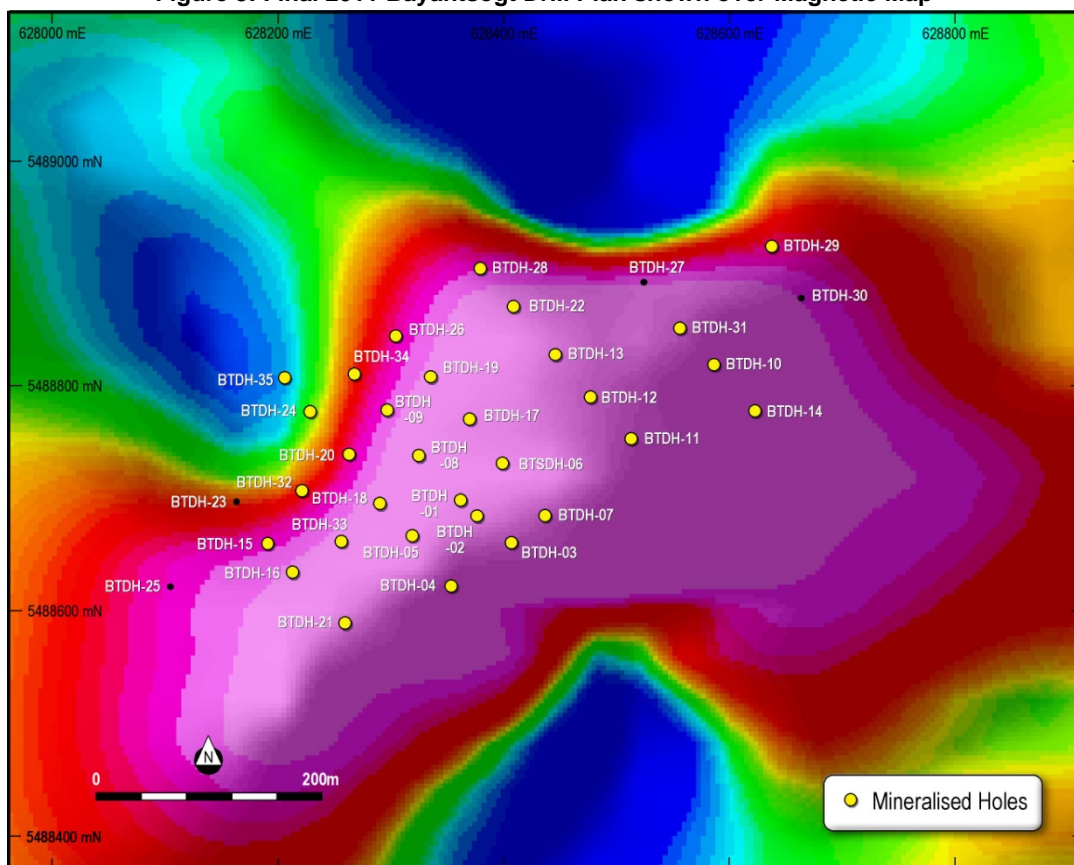 Final 2011 Bayantsogt Drill Plan shown over Magnetic Map
628000 mE
628200 mE
628400 mE
628600 mE
628800 mE
5489000 mN
BTDH-29
BTDH-28
BTDH-27
BTDH-30
BTDH-22
BTDH-31
BTDH-26
BTDH-34
BTDH-13
BTDH-19
BTDH-10
BTDH-35
5488800 mN
BTDH-24
BTDH
-09
BTDH-12
BTDH-14
BTDH-17
BTDH-11
BTDH-20
BTDH
-08
BTSDH-06
BTDH-32
BTDH-18
BTDH-23
BTDH
-01
BTDH-07
BTDH-33
BTDH
-02
BTDH-15
BTDH-05
BTDH-03
BTDH-16
BTDH-25
BTDH-04
5488600 mN
BTDH-21
N
0
200m
Mineralised Holes
5488400 mN